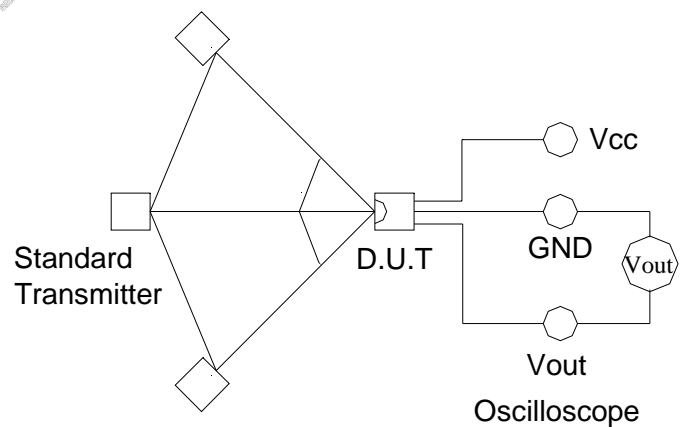 Vcc
GND
Vout
D.U.T
Standard
Transmitter
Vout
Oscilloscope